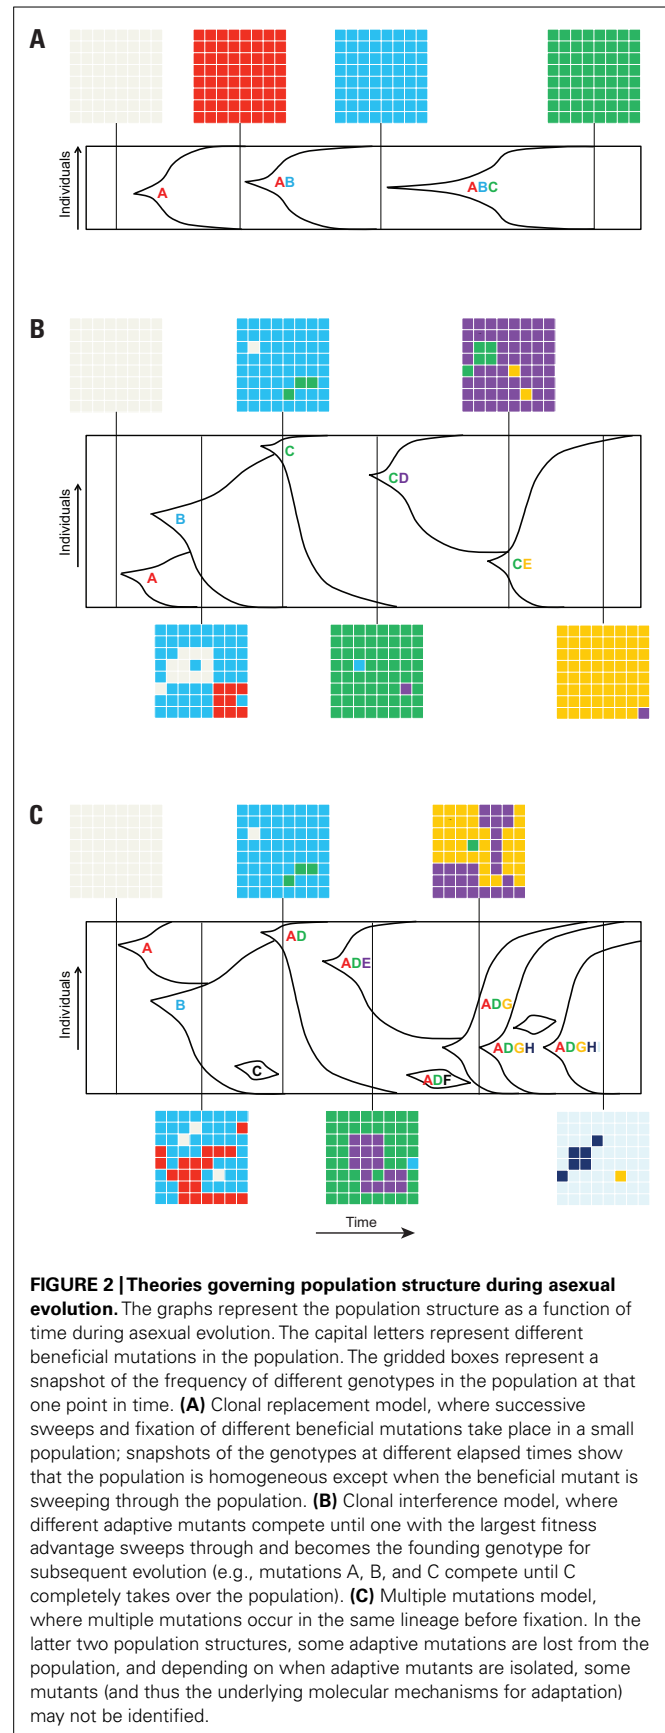 A
Individuals
A
AB
ABC
B
Individuals
A
B
C
CD
CE
C
Individuals
A
B
C
AD
ADE
ADF
ADG
ADGH
ADGHI
Time
FIGURE 2 | Theories governing population structure during asexual
evolution. The graphs represent the population structure as a function of
time during asexual evolution. The capital letters represent different
beneficial mutations in the population. The gridded boxes represent a
snapshot of the frequency of different genotypes in the population at that
one point in time. (A) Clonal replacement model, where successive
sweeps and fixation of different beneficial mutations take place in a small
population; snapshots of the genotypes at different elapsed times show
that the population is homogeneous except when the beneficial mutant is
sweeping through the population. (B) Clonal interference model, where
different adaptive mutants compete until one with the largest fitness
advantage sweeps through and becomes the founding genotype for
subsequent evolution (e.g., mutations A, B, and C compete until C
completely takes over the population). (C) Multiple mutations model,
where multiple mutations occur in the same lineage before fixation. In the
latter two population structures, some adaptive mutations are lost from the
population, and depending on when adaptive mutants are isolated, some
mutants (and thus the underlying molecular mechanisms for adaptation)
may not be identified.